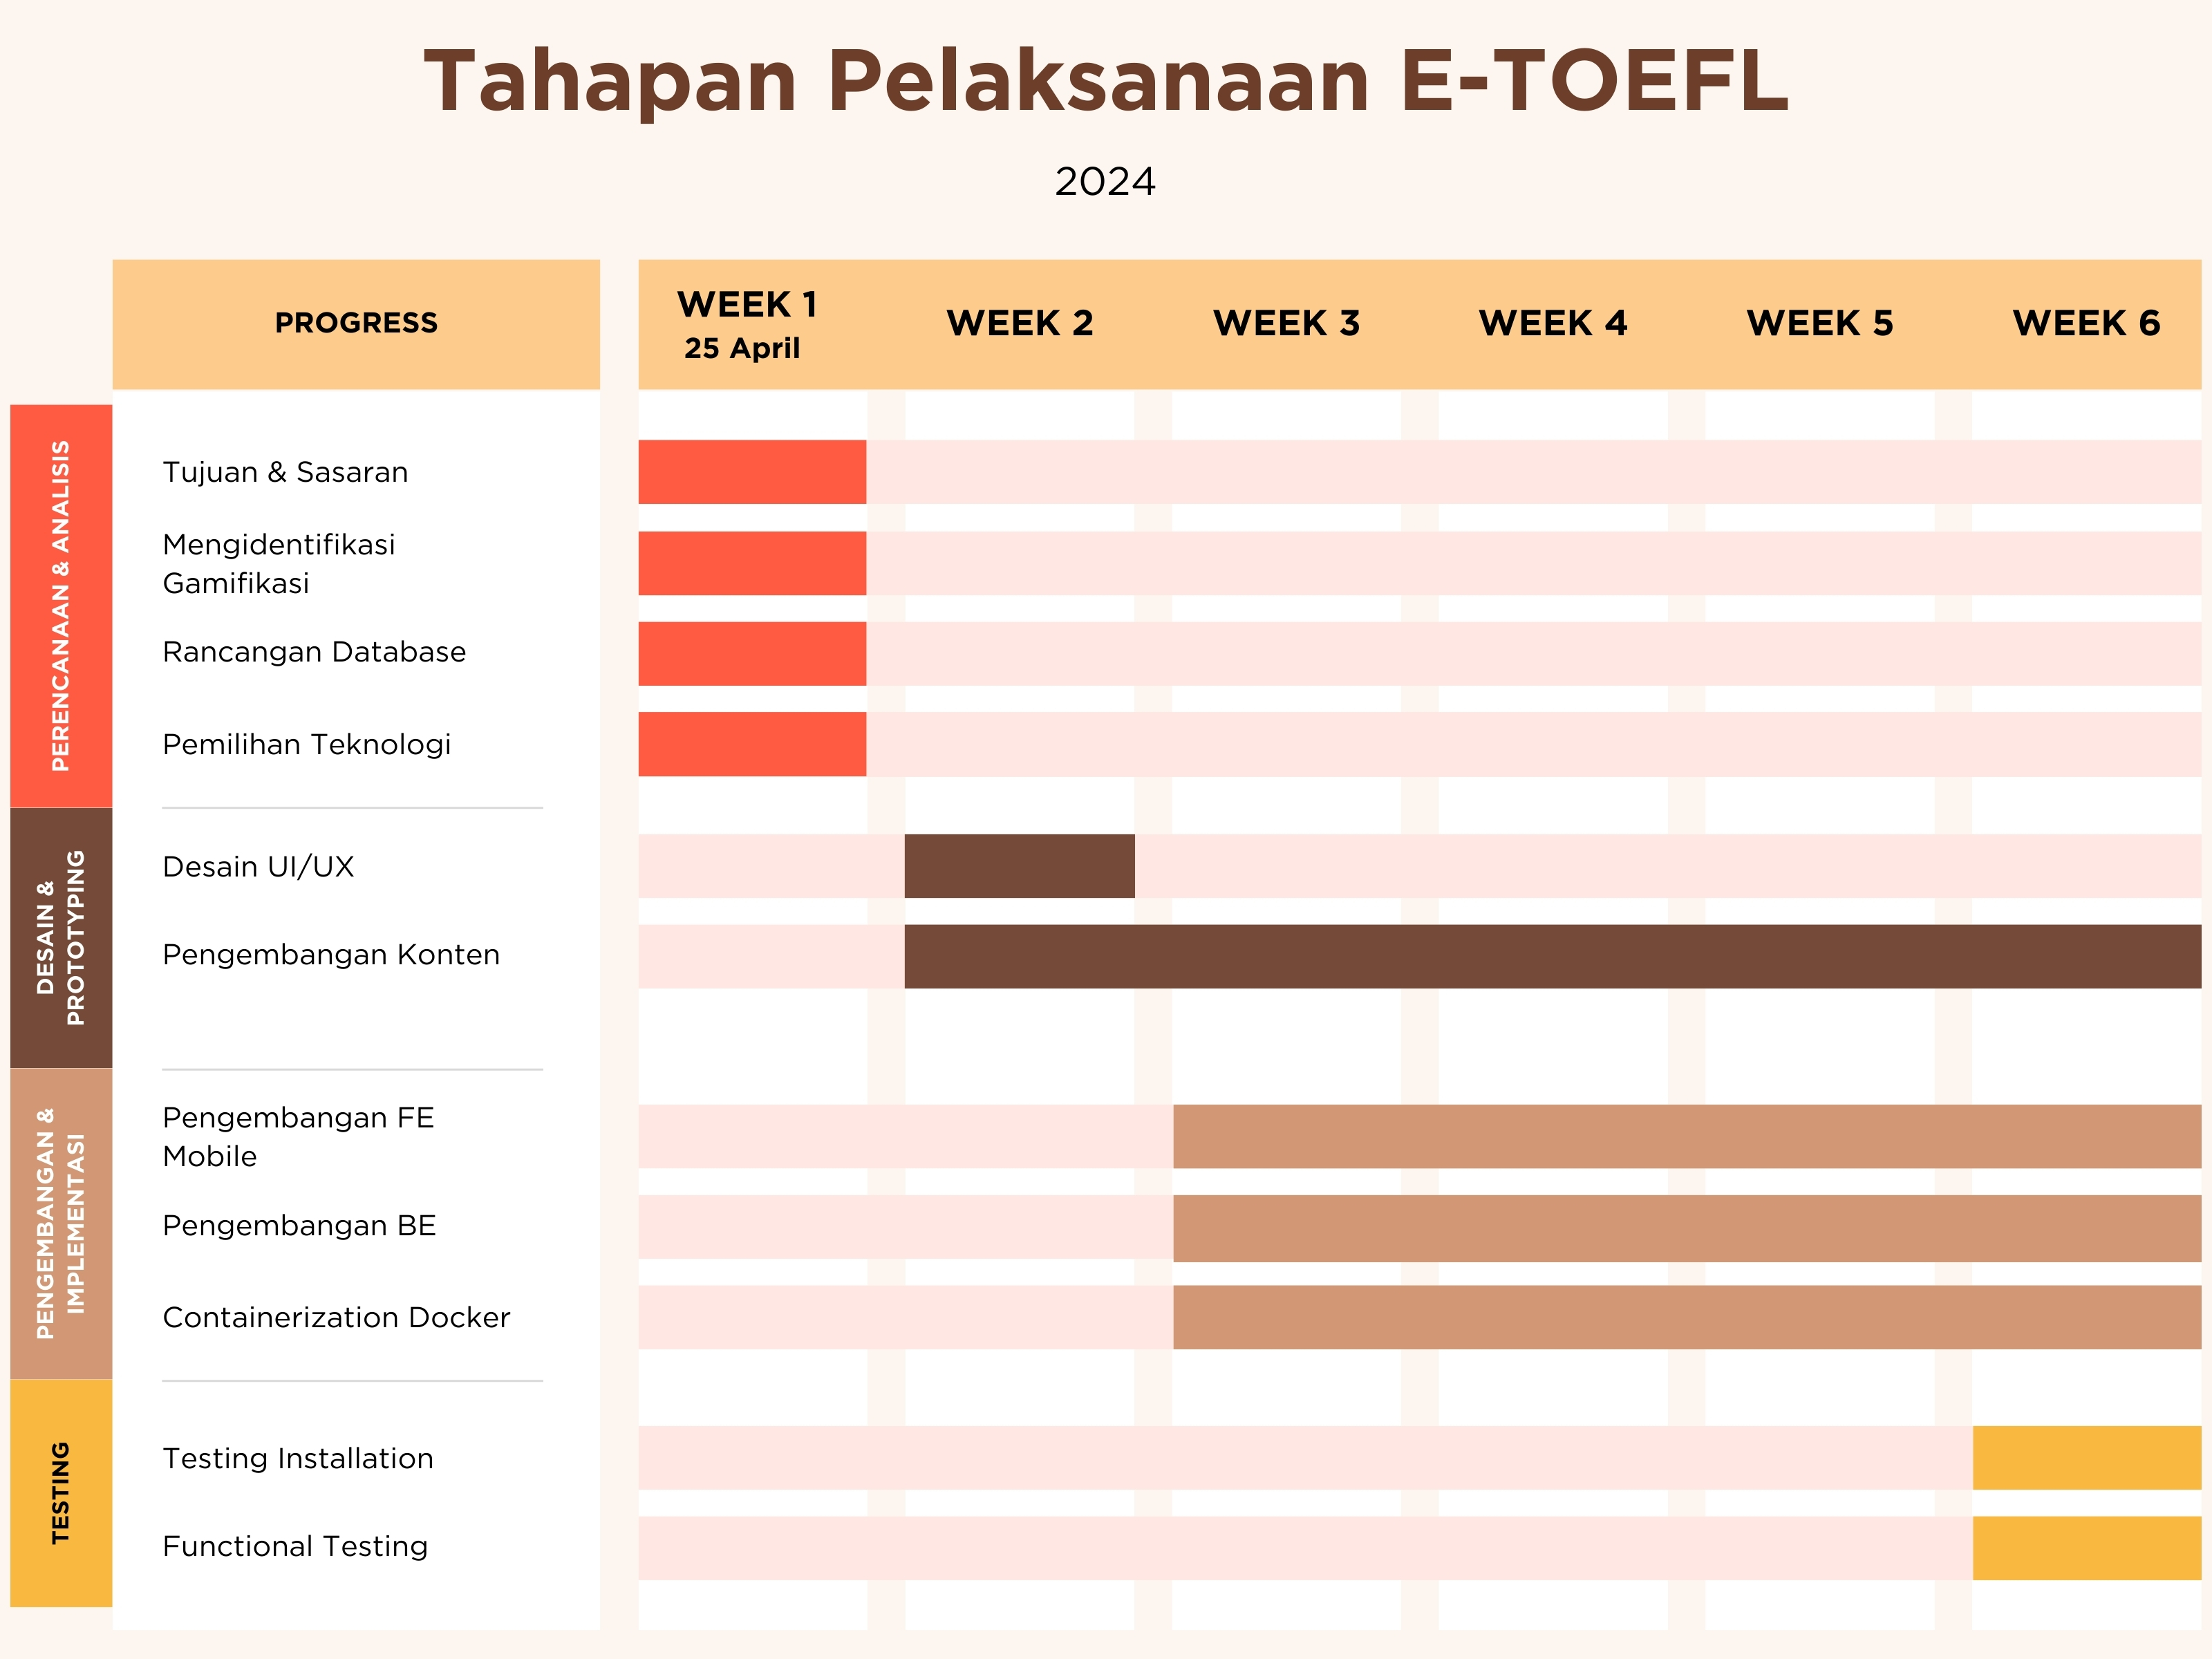 Tahapan Pelaksanaan E-TOEFL
2024
PROGRESS
WEEK 1
25 April
WEEK 2
WEEK 3
WEEK 4
WEEK 5
WEEK 6
PERENCANAAN & ANALISIS
Tujuan & Sasaran
Mengidentifikasi
Gamifikasi
Rancangan Database
Pemilihan Teknologi
DESAIN &
PROTOTYPING
Desain UI/UX
Pengembangan Konten
PENGEMBANGAN &
IMPLEMENTASI
Pengembangan FE
Mobile
Pengembangan BE
Containerization Docker
TESTING
Testing Installation
Functional Testing